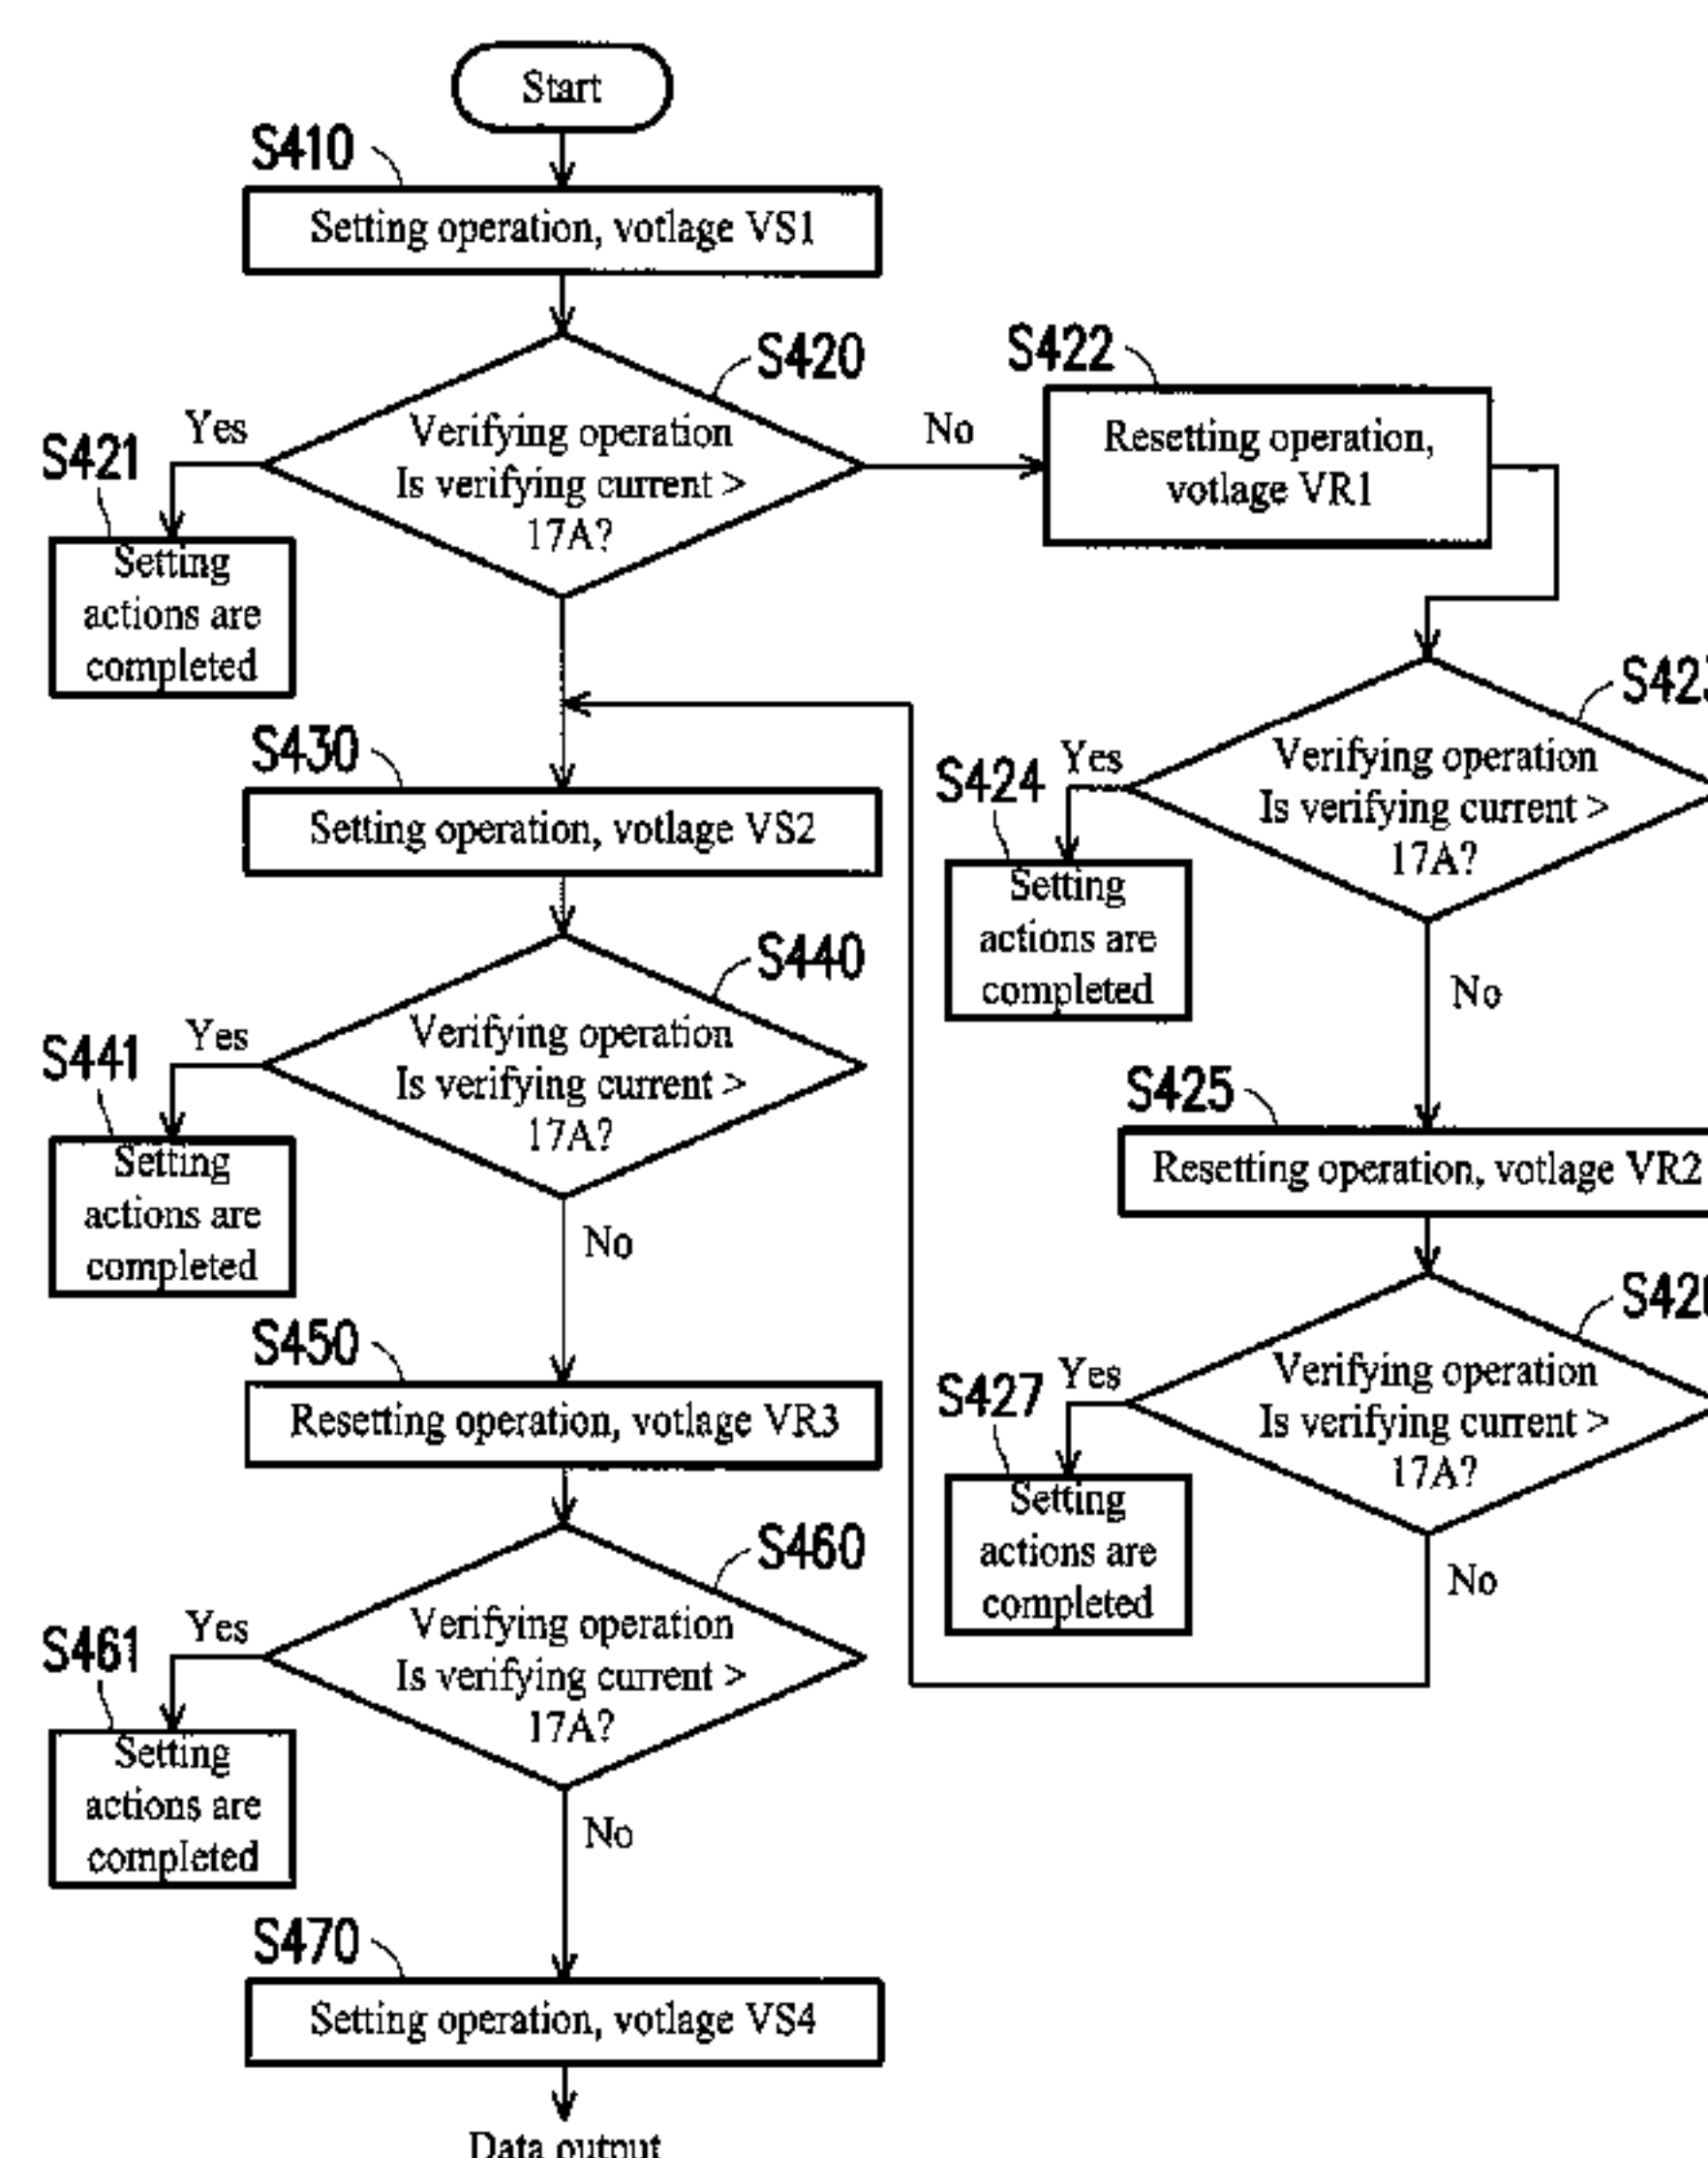 Start
S410
Setting operation, votlage VS1
S420
Verifying operation
Is verifying current >
17A?
Yes
No
S421
Setting
actions are
completed
S422
Resetting operation,
votlage VR1
Verifying operation
Is verifying current >
17A?
Yes
No
S424
Setting
actions are
completed
S425
Resetting operation, votlage VR2
Verifying operation
Is verifying current >
17A?
Yes
No
S427
Setting
actions are
completed
S430
Setting operation, votlage VS2
S440
Verifying operation
Is verifying current >
17A?
Yes
No
S441
Setting
actions are
completed
S450
Resetting operation, votlage VR3
S460
Verifying operation
Is verifying current >
17A?
Yes
No
S461
Setting
actions are
completed
S470
Setting operation, votlage VS4
Data output